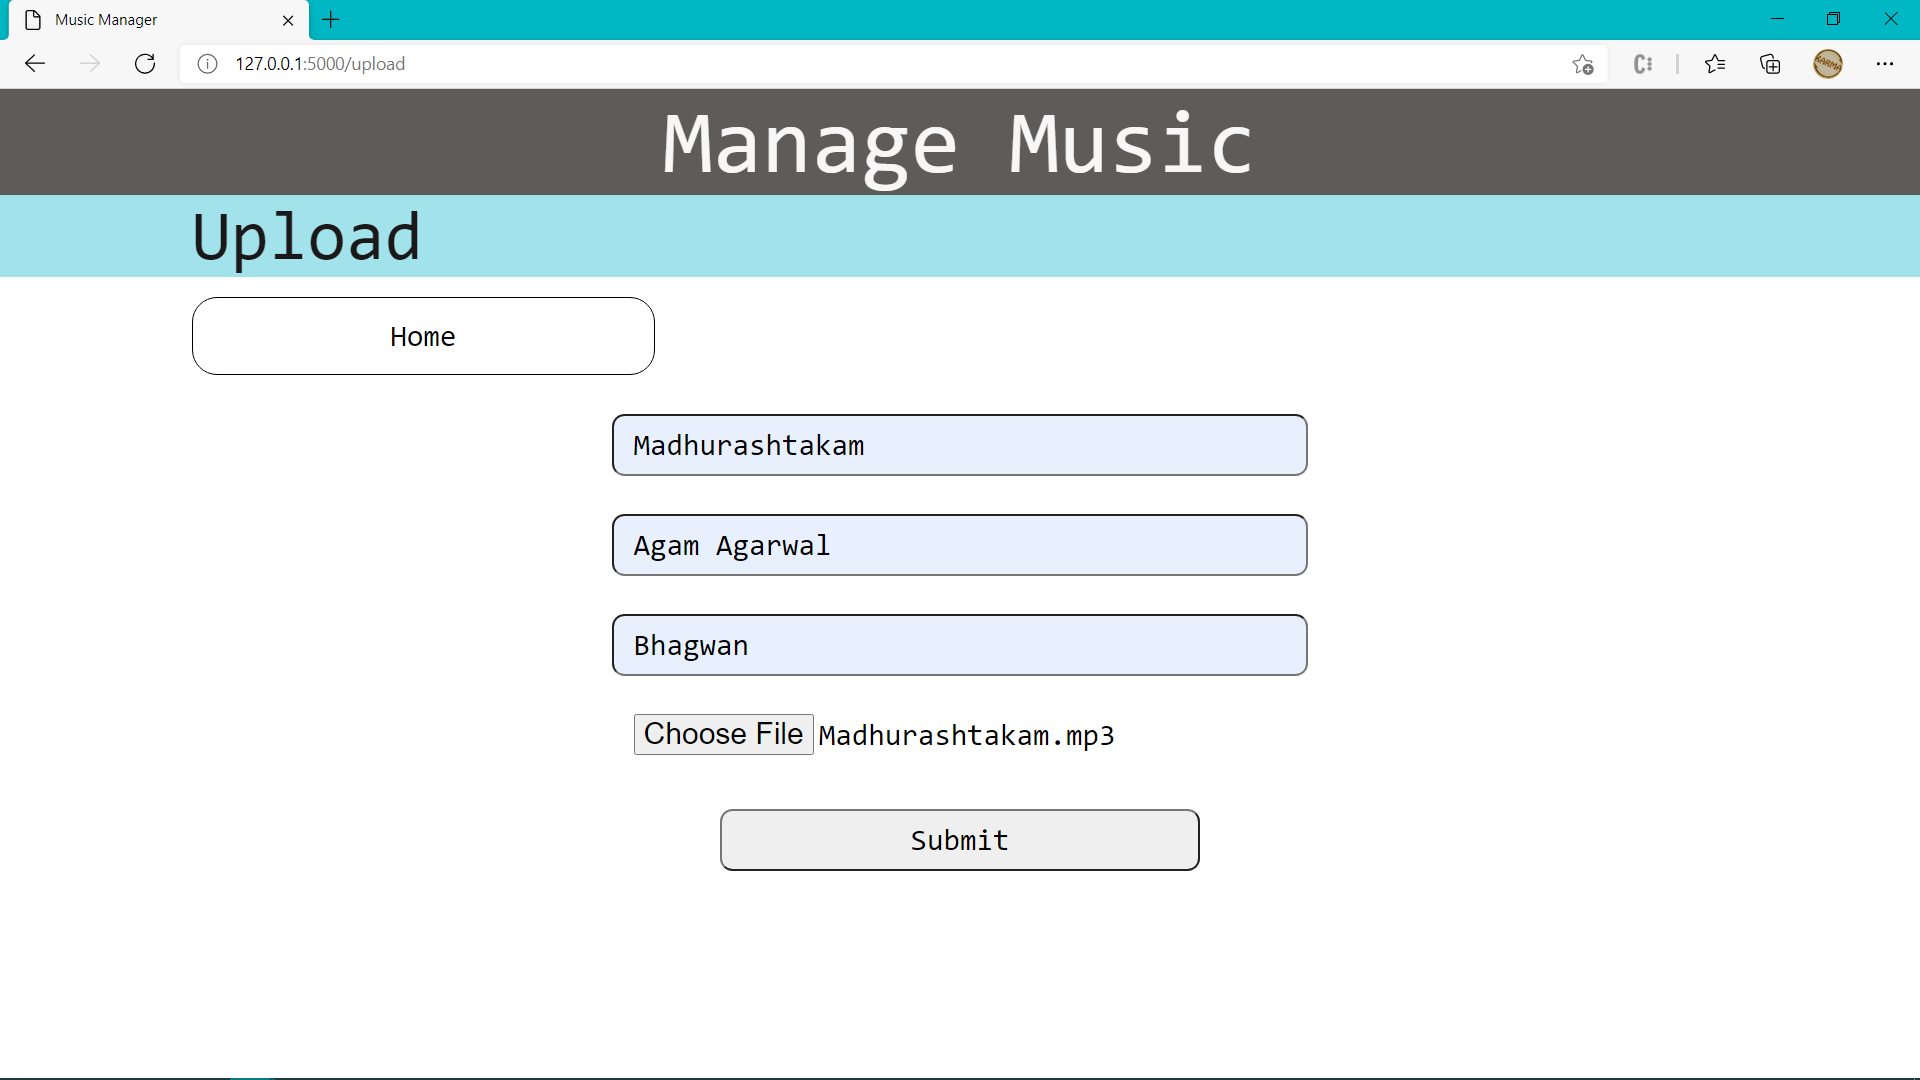 Music Manager
127.0.0.1:5000/upload
KARMA
Manage Music
Upload
Home
Madhurashtakam
Agam Agarwal
Bhagwan
Choose File Madhurashtakam.mp3
Submit